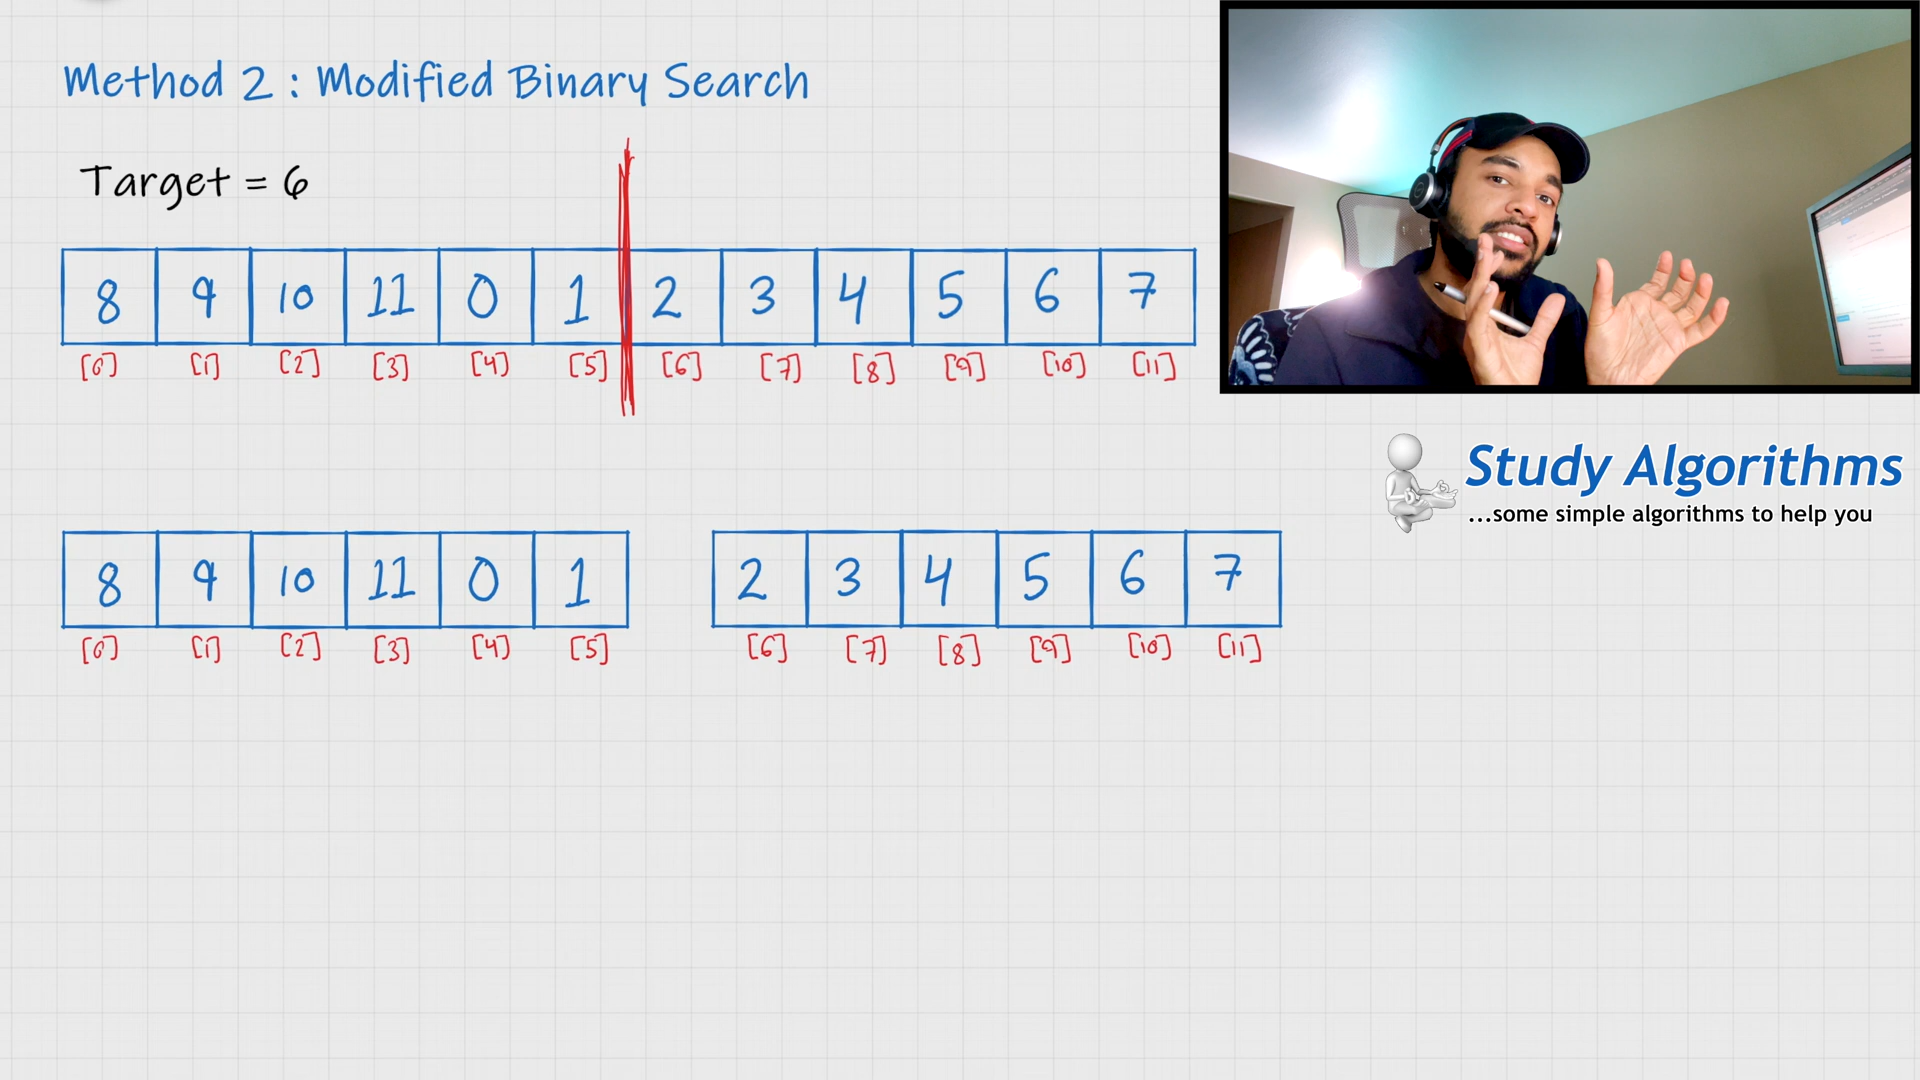 Method 2 : Modified Binary Search
Target = 6
8 9 10 11 0 1 2 3 4 5 6 7
[0] [1] [2] [3] [4] [5] [6] [7] [8] [9] [10] [11]
Study Algorithms
...some simple algorithms to help you
8 9 10 11 0 1 2 3 4 5 6 7
[0] [1] [2] [3] [4] [5] [6] [7] [8] [9] [10] [11]